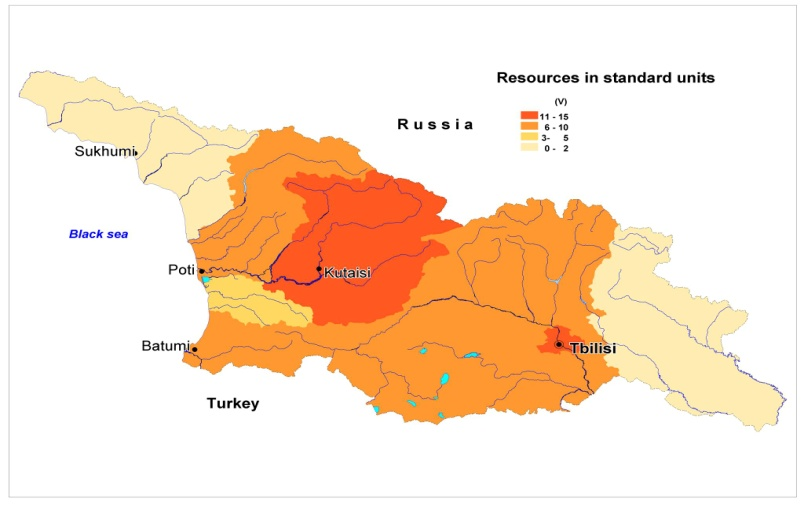 Resources in standard units
(V)
11 - 15
6 - 10
3- 5
0 - 2
Russia
Sukhumi
Black sea
Poti
Kutaisi
Batumi
Tbilisi
Turkey